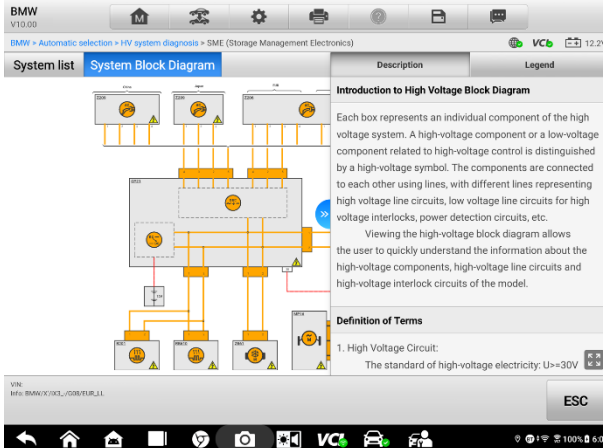 BMW
V10.00
BMW > Automatic selection > HV system diagnosis > SME (Storage Management Electronics)
VCI
12.2V
System list
System Block Diagram
Description
Legend
Introduction to High Voltage Block Diagram
Each box represents an individual component of the high
voltage system. A high-voltage component or a low-voltage
component related to high-voltage control is distinguished
by a high-voltage symbol. The components are connected
to each other using lines, with different lines representing
high voltage line circuits, low voltage line circuits for high
voltage interlocks, power detection circuits, etc.
Viewing the high-voltage block diagram allows
the user to quickly understand the information about the
high-voltage components, high-voltage line circuits and
high-voltage interlock circuits of the model.
Definition of Terms
1. High Voltage Circuit:
The standard of high-voltage electricity: U>=30V
VIN:
Info: BMW/X'/IX3_-/G08/EUR_LL
ESC
VCI
100%